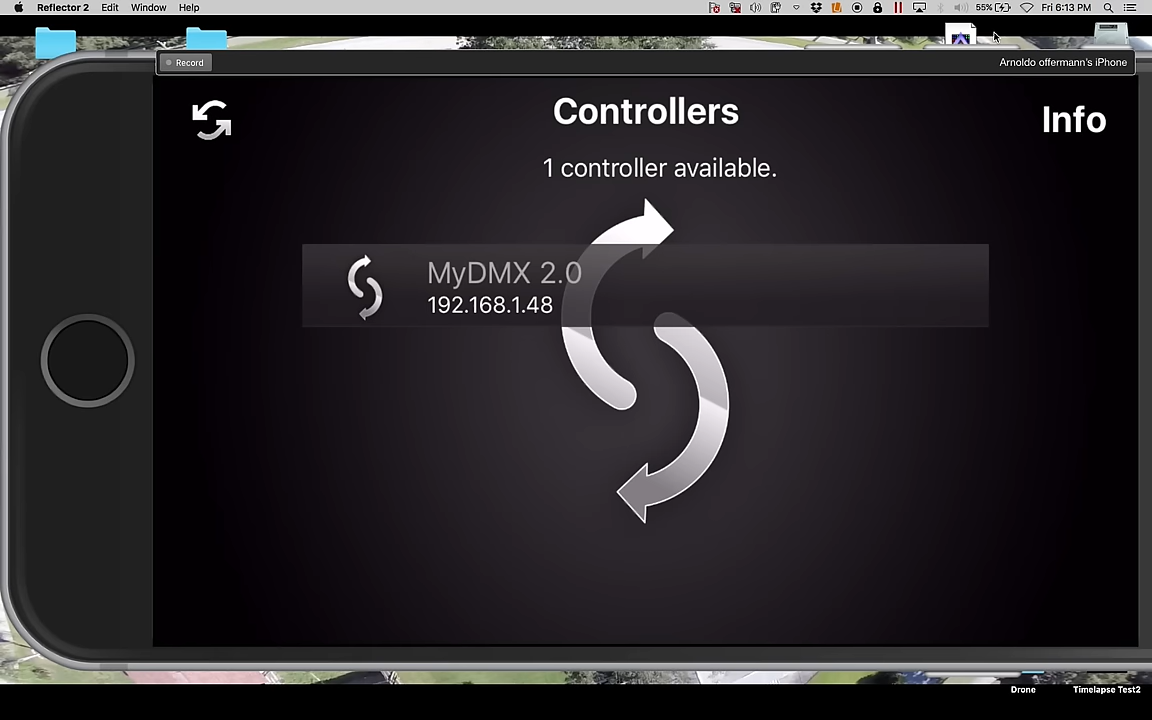 Reflector 2 Edit Window Help 55% Fri 6:13 PM
Record Arnoldo offermann's iPhone
Controllers
Info
1 controller available.
MyDMX 2.0
192.168.1.48
Drone Timelapse Test2